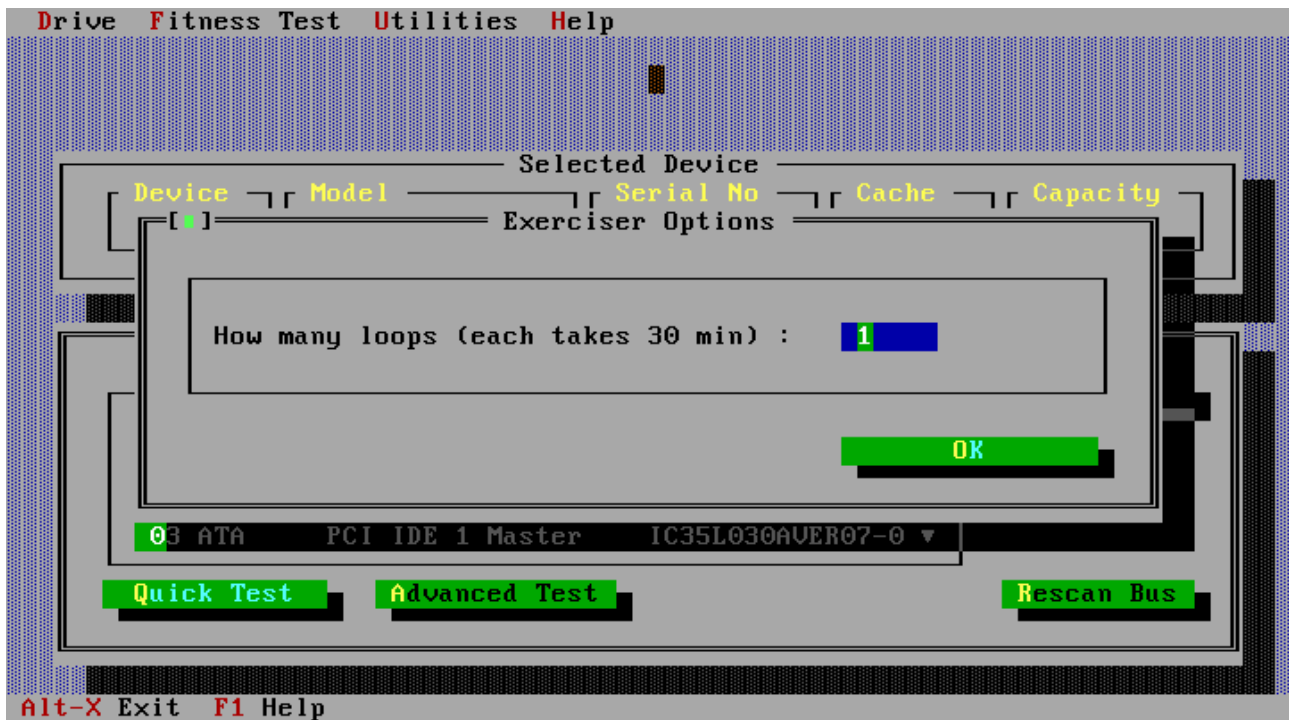 Drive Fitness Test Utilities Help
Selected Device
Device Model Serial No Cache Capacity
[■] Exerciser Options
How many loops (each takes 30 min) : 1
OK
03 ATA PCI IDE 1 Master IC35L030AVER07-0 ▼
Quick Test Advanced Test Rescan Bus
Alt-X Exit F1 Help